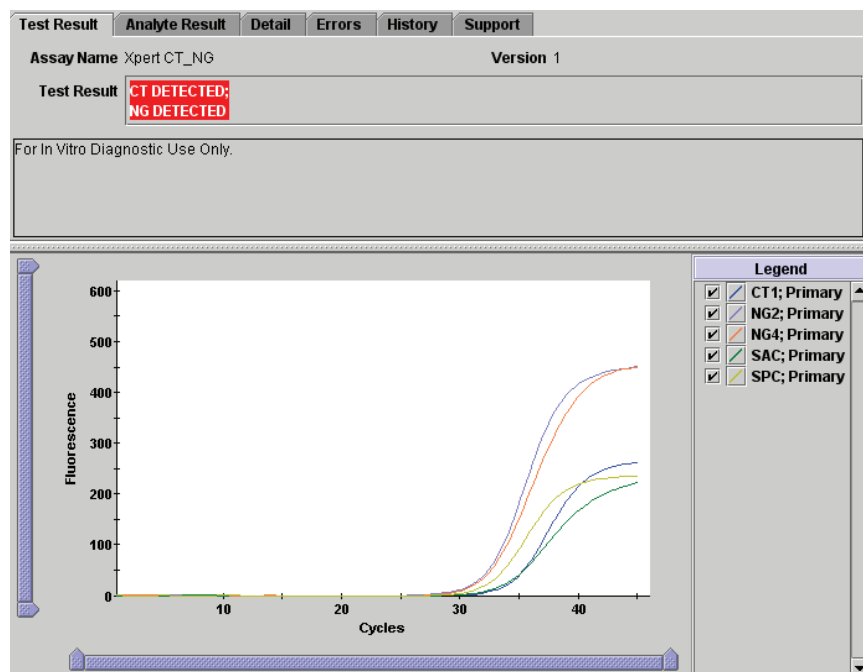 Test Result Analyte Result Detail Errors History Support
Assay Name Xpert CT_NG Version 1
Test Result CT DETECTED;
NG DETECTED
For In Vitro Diagnostic Use Only.
600
500
400
300
200
100
0
Fluorescence
10 20 30 40
Cycles
Legend
CT1; Primary
NG2; Primary
NG4; Primary
SAC; Primary
SPC; Primary